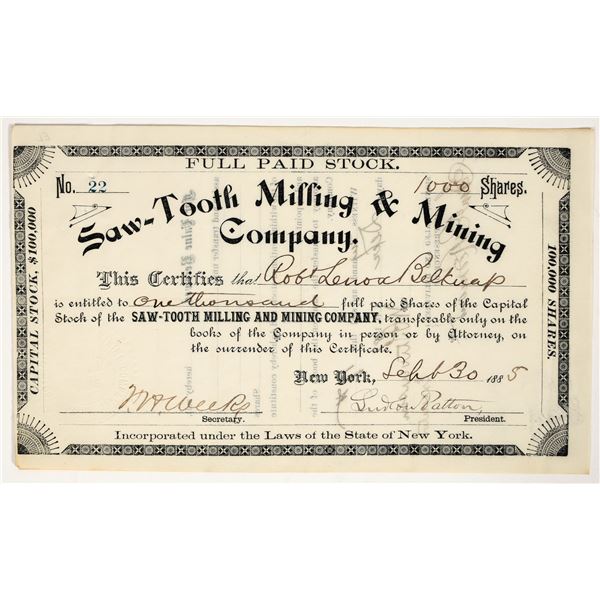 FULL PAID STOCK.
No. 22
1000 Shares.
Saw-Tooth Milling & Mining
Company.
This Certifies that Robt Lenox Belknap
is entitled to One thousand full paid Shares of the Capital
Stock of the SAW-TOOTH MILLING AND MINING COMPANY, transferable only on the
books of the Company in person or by Attorney, on
the surrender of this Certificate.
New York, Sept 30 1885
W A Weeks
Secretary.
Patton
President.
Incorporated under the Laws of the State of New York.
CAPITAL STOCK, $100,000
100,000 SHARES.